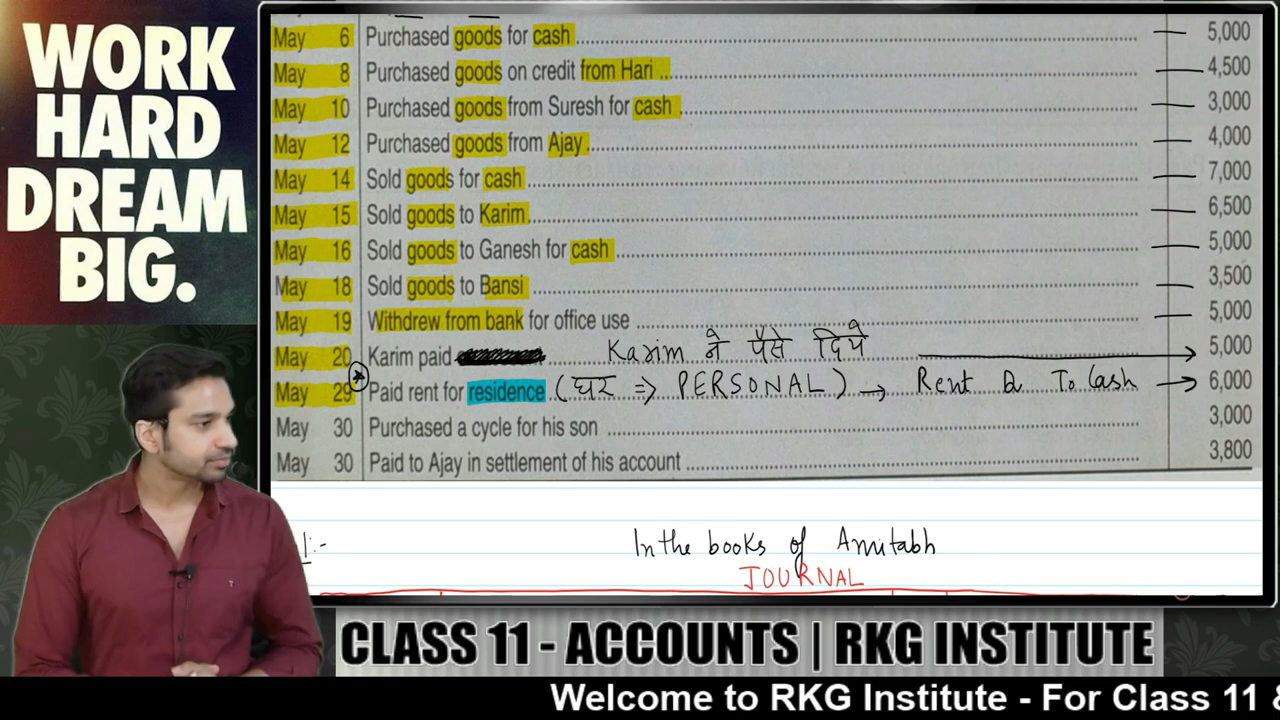 WORK
HARD
DREAM
BIG.
May 6 Purchased goods for cash 5,000
May 8 Purchased goods on credit from Hari 4,500
May 10 Purchased goods from Suresh for cash 3,000
May 12 Purchased goods from Ajay 4,000
May 14 Sold goods for cash 7,000
May 15 Sold goods to Karim 6,500
May 16 Sold goods to Ganesh for cash 5,000
May 18 Sold goods to Bansi 3,500
May 19 Withdrew from bank for office use 5,000
May 20 Karim paid Karim ने पैसे दिये 5,000
May 29 Paid rent for residence (घर => PERSONAL) → Rent To Cash → 6,000
May 30 Purchased a cycle for his son 3,000
May 30 Paid to Ajay in settlement of his account 3,800
In the books of Amitabh
JOURNAL
CLASS 11 - ACCOUNTS | RKG INSTITUTE
Welcome to RKG Institute - For Class 11